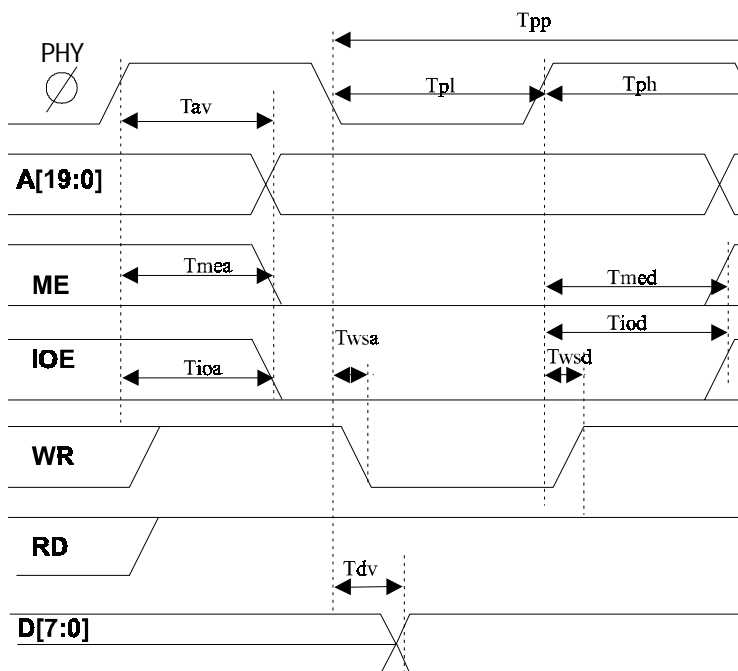 Tpp
PHY
Tpl
Tph
Tav
A[19:0]
Tmea
Tmed
ME
Tiod
Twsa
IOE
Twsd
Tioa
WR
RD
Tdv
D[7:0]